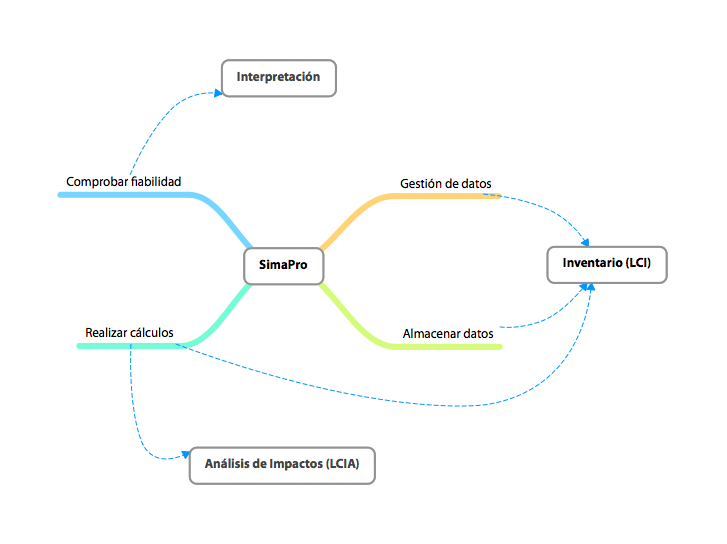 Interpretación
Comprobar fiabilidad
Gestión de datos
SimaPro
Inventario (LCI)
Realizar cálculos
Almacenar datos
Análisis de Impactos (LCIA)